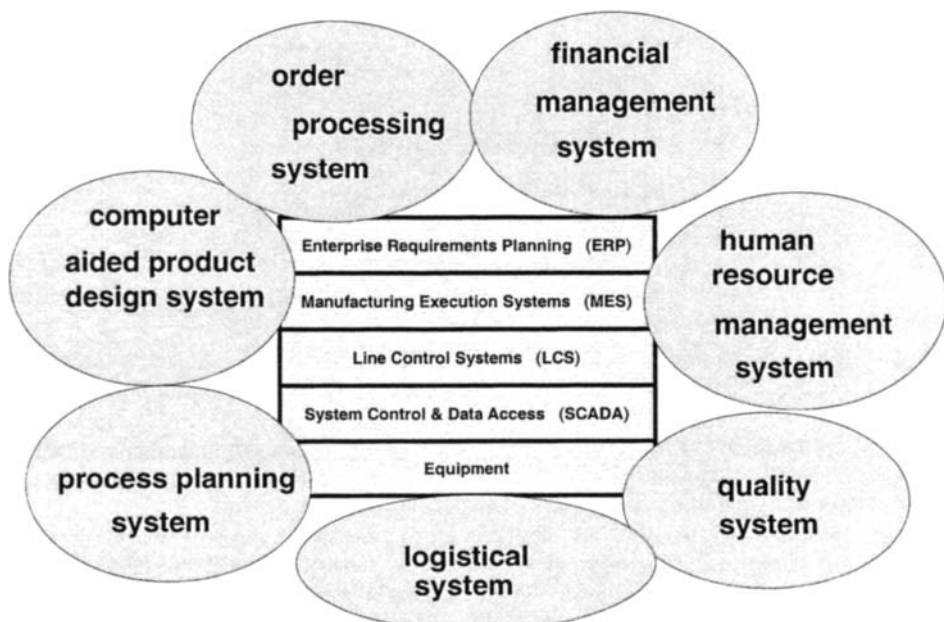 order
processing
system
financial
management
system
computer
aided product
design system
Enterprise Requirements Planning (ERP)
Manufacturing Execution Systems (MES)
Line Control Systems (LCS)
System Control & Data Access (SCADA)
Equipment
human
resource
management
system
process planning
system
logistical
system
quality
system